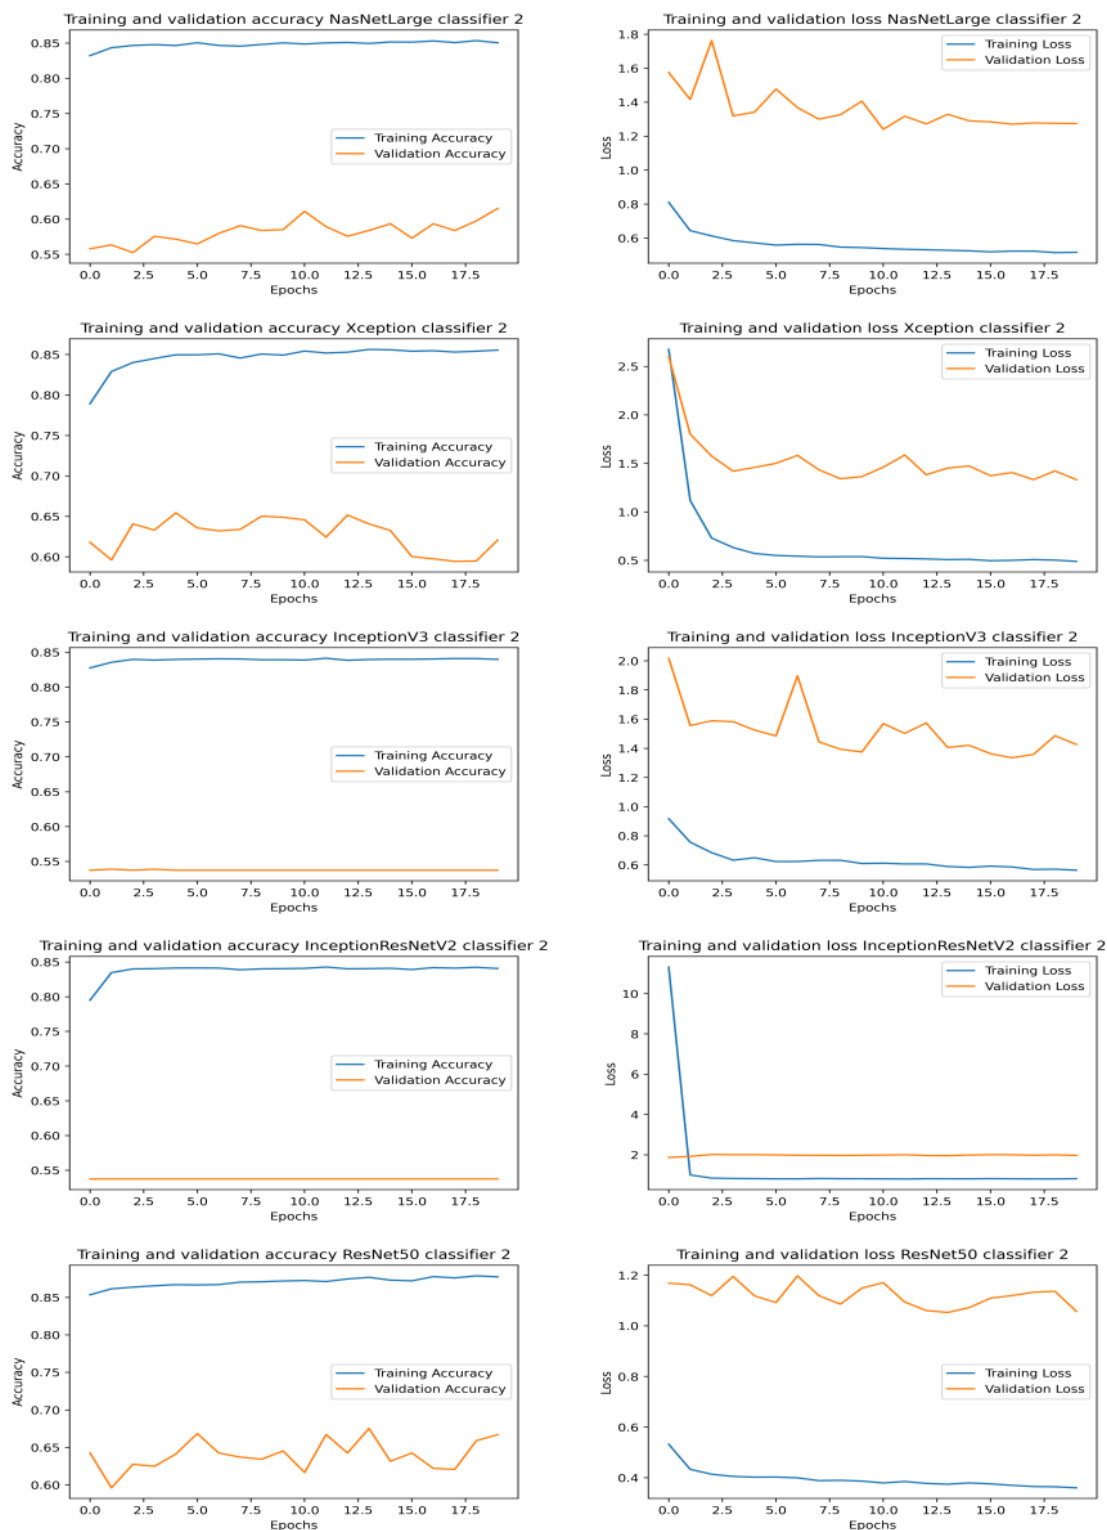 Training and validation accuracy NasNetLarge classifier 2
0.85
0.80
0.75
0.70
0.65
0.60
0.55
Accuracy
Training Accuracy
Validation Accuracy
0.0 2.5 5.0 7.5 10.0 12.5 15.0 17.5
Epochs
Training and validation loss NasNetLarge classifier 2
1.8
1.6
1.4
1.2
1.0
0.8
0.6
Loss
Training Loss
Validation Loss
0.0 2.5 5.0 7.5 10.0 12.5 15.0 17.5
Epochs
Training and validation accuracy Xception classifier 2
0.85
0.80
0.75
0.70
0.65
0.60
Accuracy
Training Accuracy
Validation Accuracy
0.0 2.5 5.0 7.5 10.0 12.5 15.0 17.5
Epochs
Training and validation loss Xception classifier 2
2.5
2.0
1.5
1.0
0.5
Loss
Training Loss
Validation Loss
0.0 2.5 5.0 7.5 10.0 12.5 15.0 17.5
Epochs
Training and validation accuracy InceptionV3 classifier 2
0.85
0.80
0.75
0.70
0.65
0.60
0.55
Accuracy
Training Accuracy
Validation Accuracy
0.0 2.5 5.0 7.5 10.0 12.5 15.0 17.5
Epochs
Training and validation loss InceptionV3 classifier 2
2.0
1.8
1.6
1.4
1.2
1.0
0.8
0.6
Loss
Training Loss
Validation Loss
0.0 2.5 5.0 7.5 10.0 12.5 15.0 17.5
Epochs
Training and validation accuracy InceptionResNetV2 classifier 2
0.85
0.80
0.75
0.70
0.65
0.60
0.55
Accuracy
Training Accuracy
Validation Accuracy
0.0 2.5 5.0 7.5 10.0 12.5 15.0 17.5
Epochs
Training and validation loss InceptionResNetV2 classifier 2
10
8
6
4
2
Loss
Training Loss
Validation Loss
0.0 2.5 5.0 7.5 10.0 12.5 15.0 17.5
Epochs
Training and validation accuracy ResNet50 classifier 2
0.85
0.80
0.75
0.70
0.65
0.60
Accuracy
Training Accuracy
Validation Accuracy
0.0 2.5 5.0 7.5 10.0 12.5 15.0 17.5
Epochs
Training and validation loss ResNet50 classifier 2
1.2
1.0
0.8
0.6
0.4
Loss
Training Loss
Validation Loss
0.0 2.5 5.0 7.5 10.0 12.5 15.0 17.5
Epochs